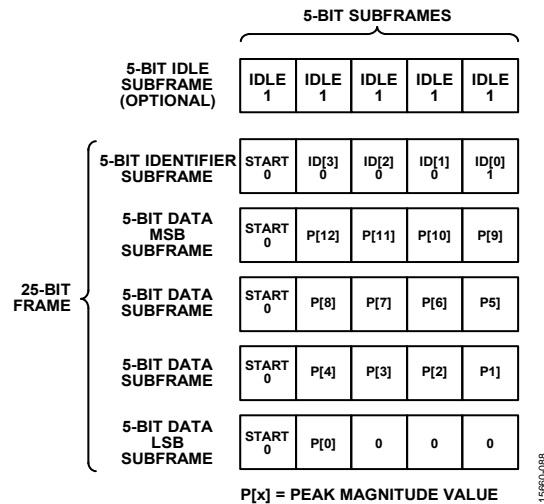 5-BIT SUBFRAMES
5-BIT IDLE
SUBFRAME
(OPTIONAL)
IDLE IDLE IDLE IDLE IDLE
1 1 1 1 1
5-BIT IDENTIFIER
SUBFRAME
START ID[3] ID[2] ID[1] ID[0]
0 0 0 0 1
5-BIT DATA
MSB
SUBFRAME
START
0
P[12] P[11] P[10] P[9]
25-BIT
FRAME
5-BIT DATA
SUBFRAME
START
0
P[8] P[7] P[6] P5]
5-BIT DATA
SUBFRAME
START
0
P[4] P[3] P[2] P1]
5-BIT DATA
LSB
SUBFRAME
START
0
P[0] 0 0 0
P[x] = PEAK MAGNITUDE VALUE
15660-088